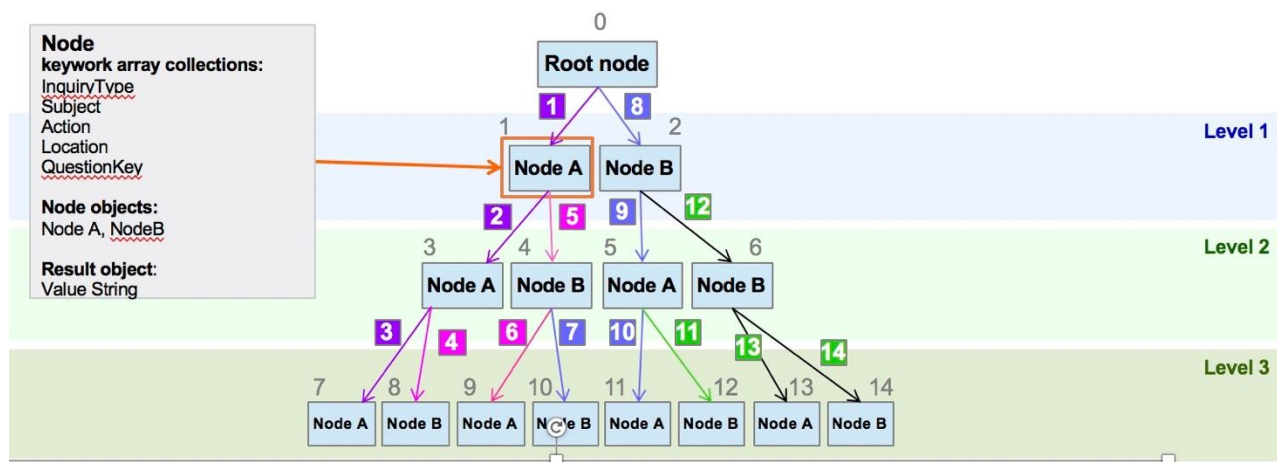 0
Node
keywork array collections:
InquiryType
Subject
Action
Location
QuestionKey
Node objects:
Node A, NodeB
Result object:
Value String
Root node
1 8
1 2
Level 1
Node A Node B
2 5 9 12
3 4 5 6
Level 2
Node A Node B Node A Node B
3 4 6 7 10 11 13 14
Level 3
7 8 9 10 11 12 13 14
Node A Node B Node A Node B Node A Node B Node A Node B